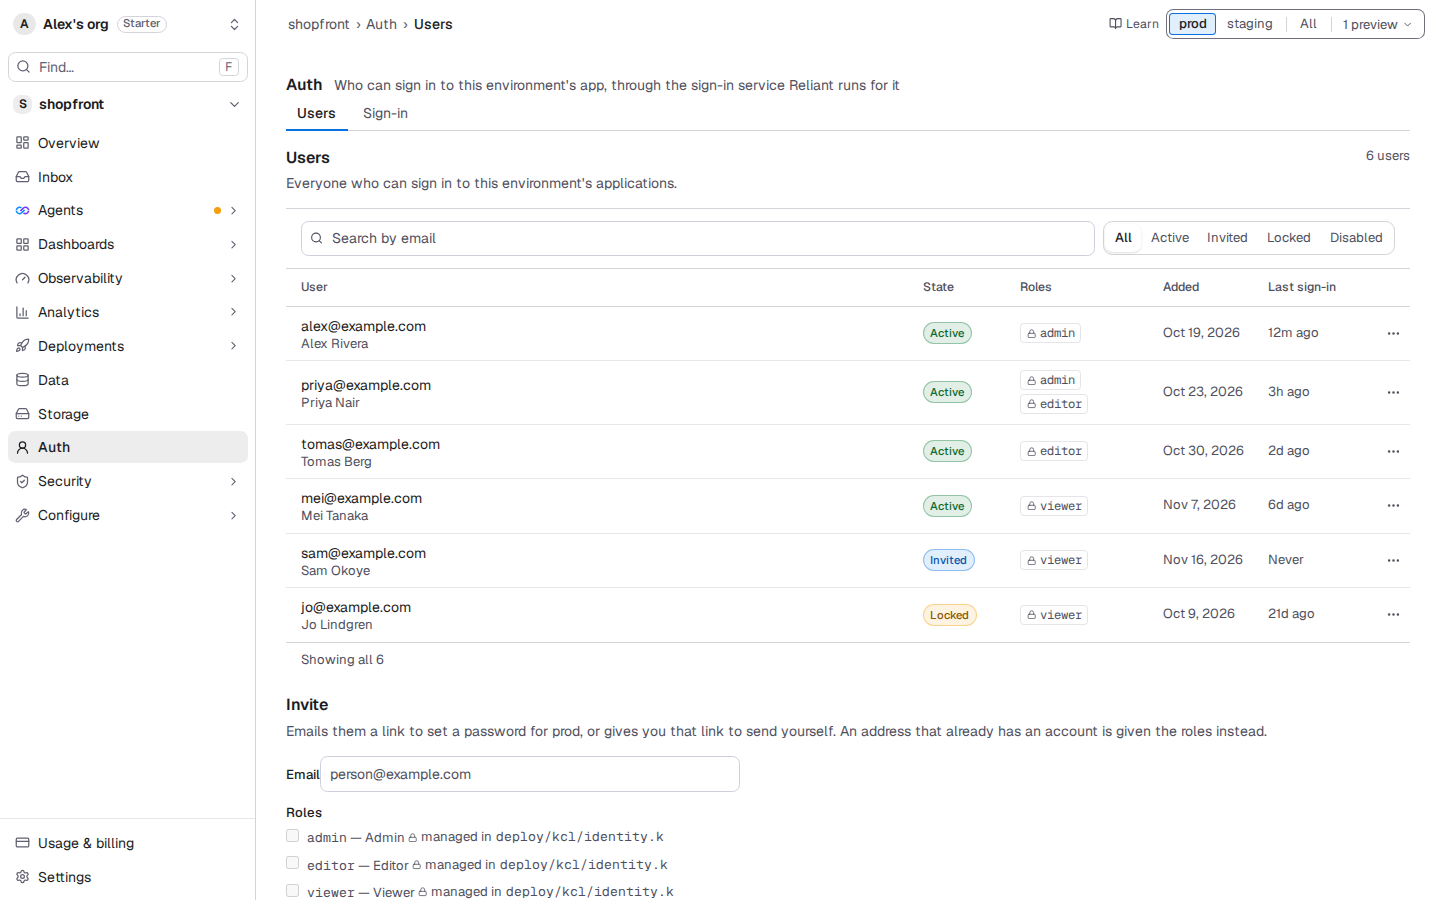 A Alex's org Starter
Find... F
S shopfront
Overview
Inbox
Agents
Dashboards
Observability
Analytics
Deployments
Data
Storage
Auth
Security
Configure
Usage & billing
Settings
shopfront › Auth › Users
Learn prod staging All 1 preview
Auth Who can sign in to this environment's app, through the sign-in service Reliant runs for it
Users Sign-in
Users 6 users
Everyone who can sign in to this environment's applications.
Search by email All Active Invited Locked Disabled
User State Roles Added Last sign-in
alex@example.com
Alex Rivera
Active admin Oct 19, 2026 12m ago
priya@example.com
Priya Nair
Active admin editor Oct 23, 2026 3h ago
tomas@example.com
Tomas Berg
Active editor Oct 30, 2026 2d ago
mei@example.com
Mei Tanaka
Active viewer Nov 7, 2026 6d ago
sam@example.com
Sam Okoye
Invited viewer Nov 16, 2026 Never
jo@example.com
Jo Lindgren
Locked viewer Oct 9, 2026 21d ago
Showing all 6
Invite
Emails them a link to set a password for prod, or gives you that link to send yourself. An address that already has an account is given the roles instead.
Email person@example.com
Roles
admin — Admin managed in deploy/kcl/identity.k
editor — Editor managed in deploy/kcl/identity.k
viewer — Viewer managed in deploy/kcl/identity.k